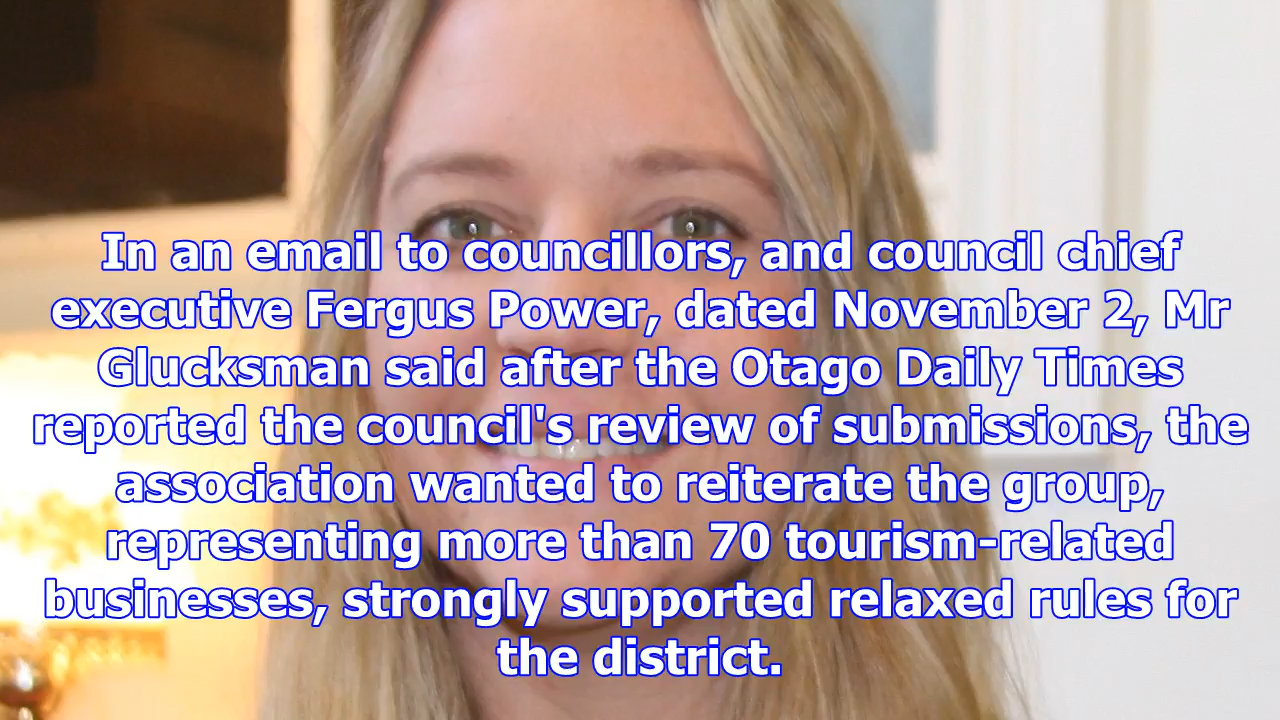 In an email to councillors, and council chief
executive Fergus Power, dated November 2, Mr
Glucksman said after the Otago Daily Times
reported the council's review of submissions, the
association wanted to reiterate the group,
representing more than 70 tourism-related
businesses, strongly supported relaxed rules for
the district.